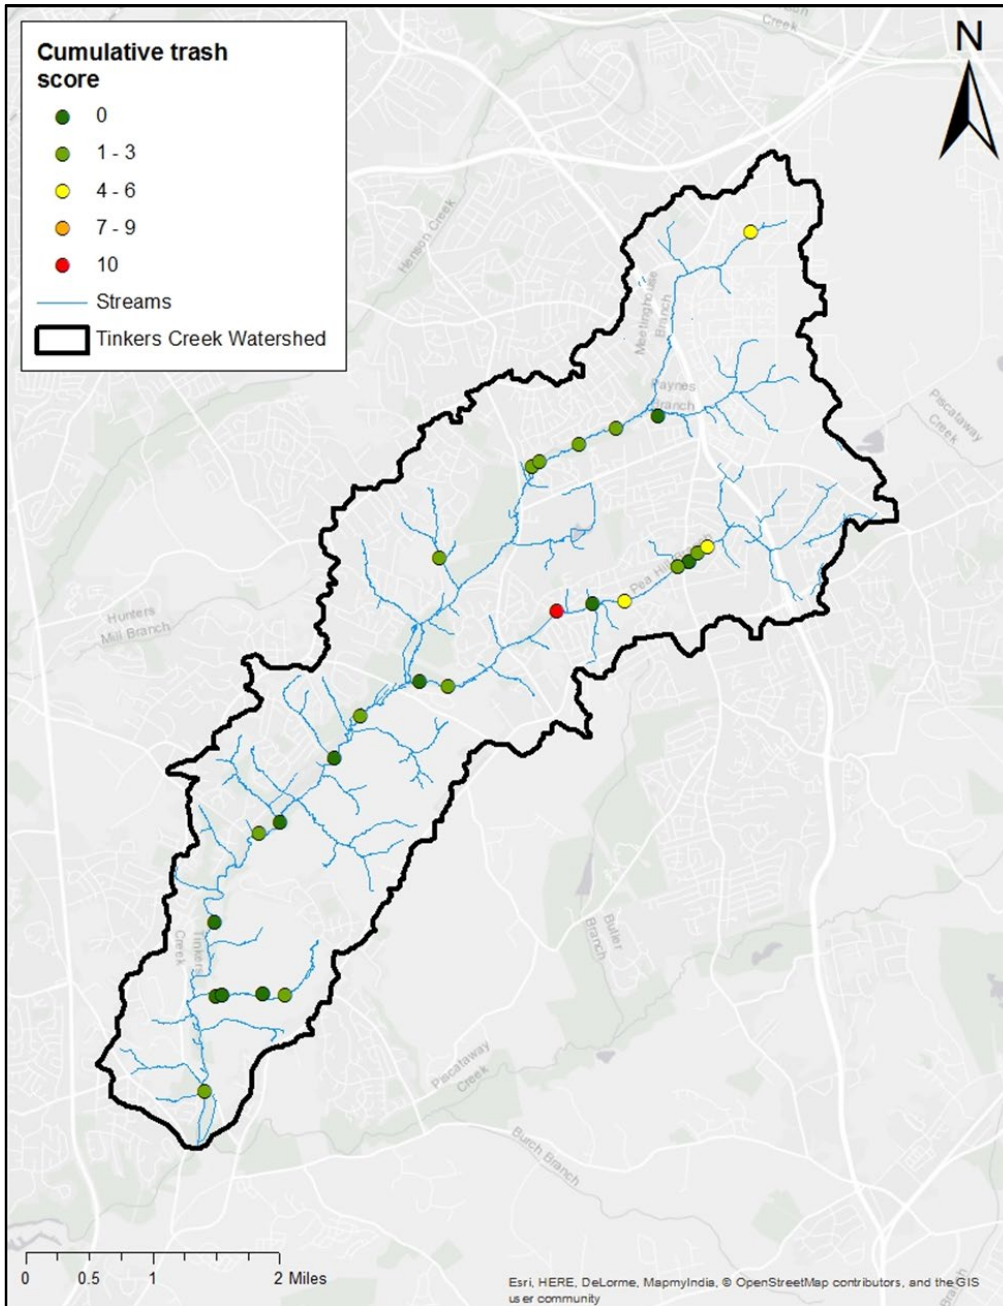 Creek
N
Cumulative trash
score
0
1 - 3
4 - 6
7 - 9
10
Streams
Tinkers Creek Watershed
Henson Creek
Meetinghouse
Branch
Paynes
Branch
Piscataway
Creek
Pea Hill
Hunters
Mill Branch
Butler
Branch
Tinkers
Creek
Piscataway
Creek
Burch Branch
Branch
0 0.5 1 2 Miles
Esri, HERE, DeLorme, MapmyIndia, © OpenStreetMap contributors, and the GIS
user community